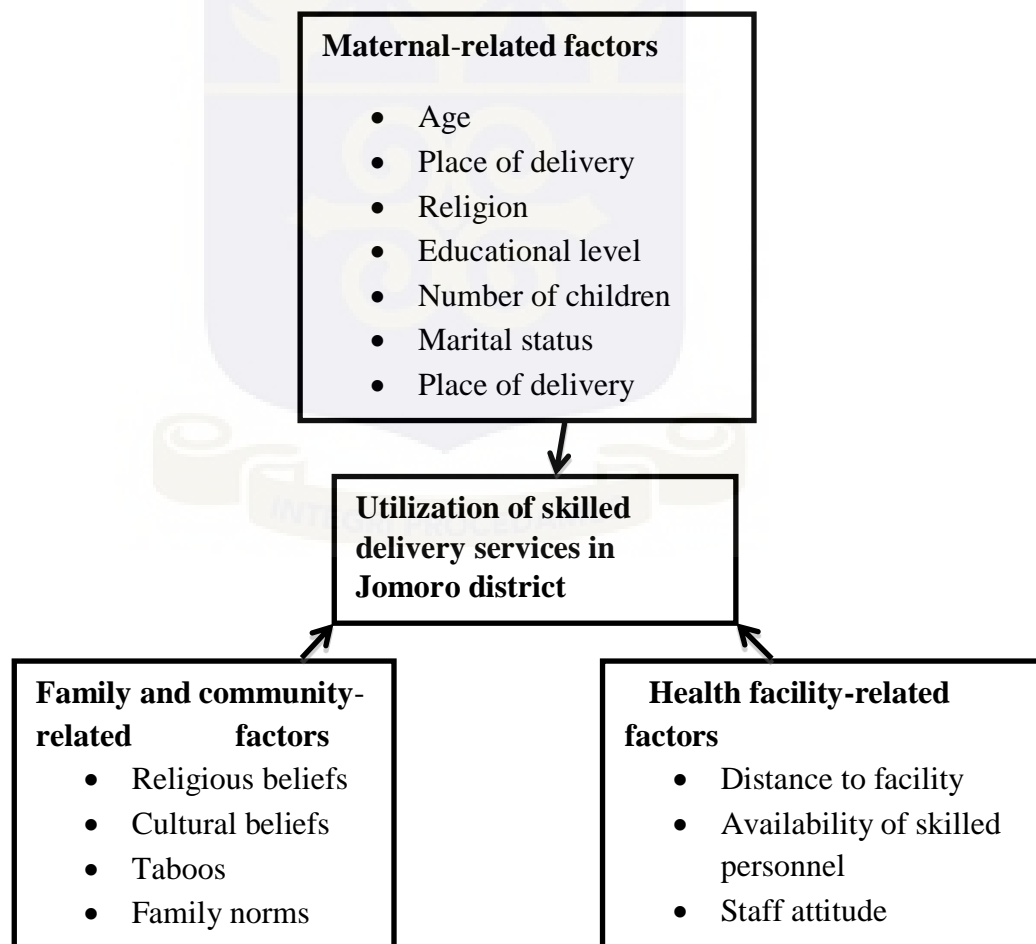 Maternal-related factors
• Age
• Place of delivery
• Religion
• Educational level
• Number of children
• Marital status
• Place of delivery
INTEGRI PROCEDAMUS
Utilization of skilled
delivery services in
Jomoro district
Family and community-
related factors
• Religious beliefs
• Cultural beliefs
• Taboos
• Family norms
Health facility-related
factors
• Distance to facility
• Availability of skilled
personnel
• Staff attitude